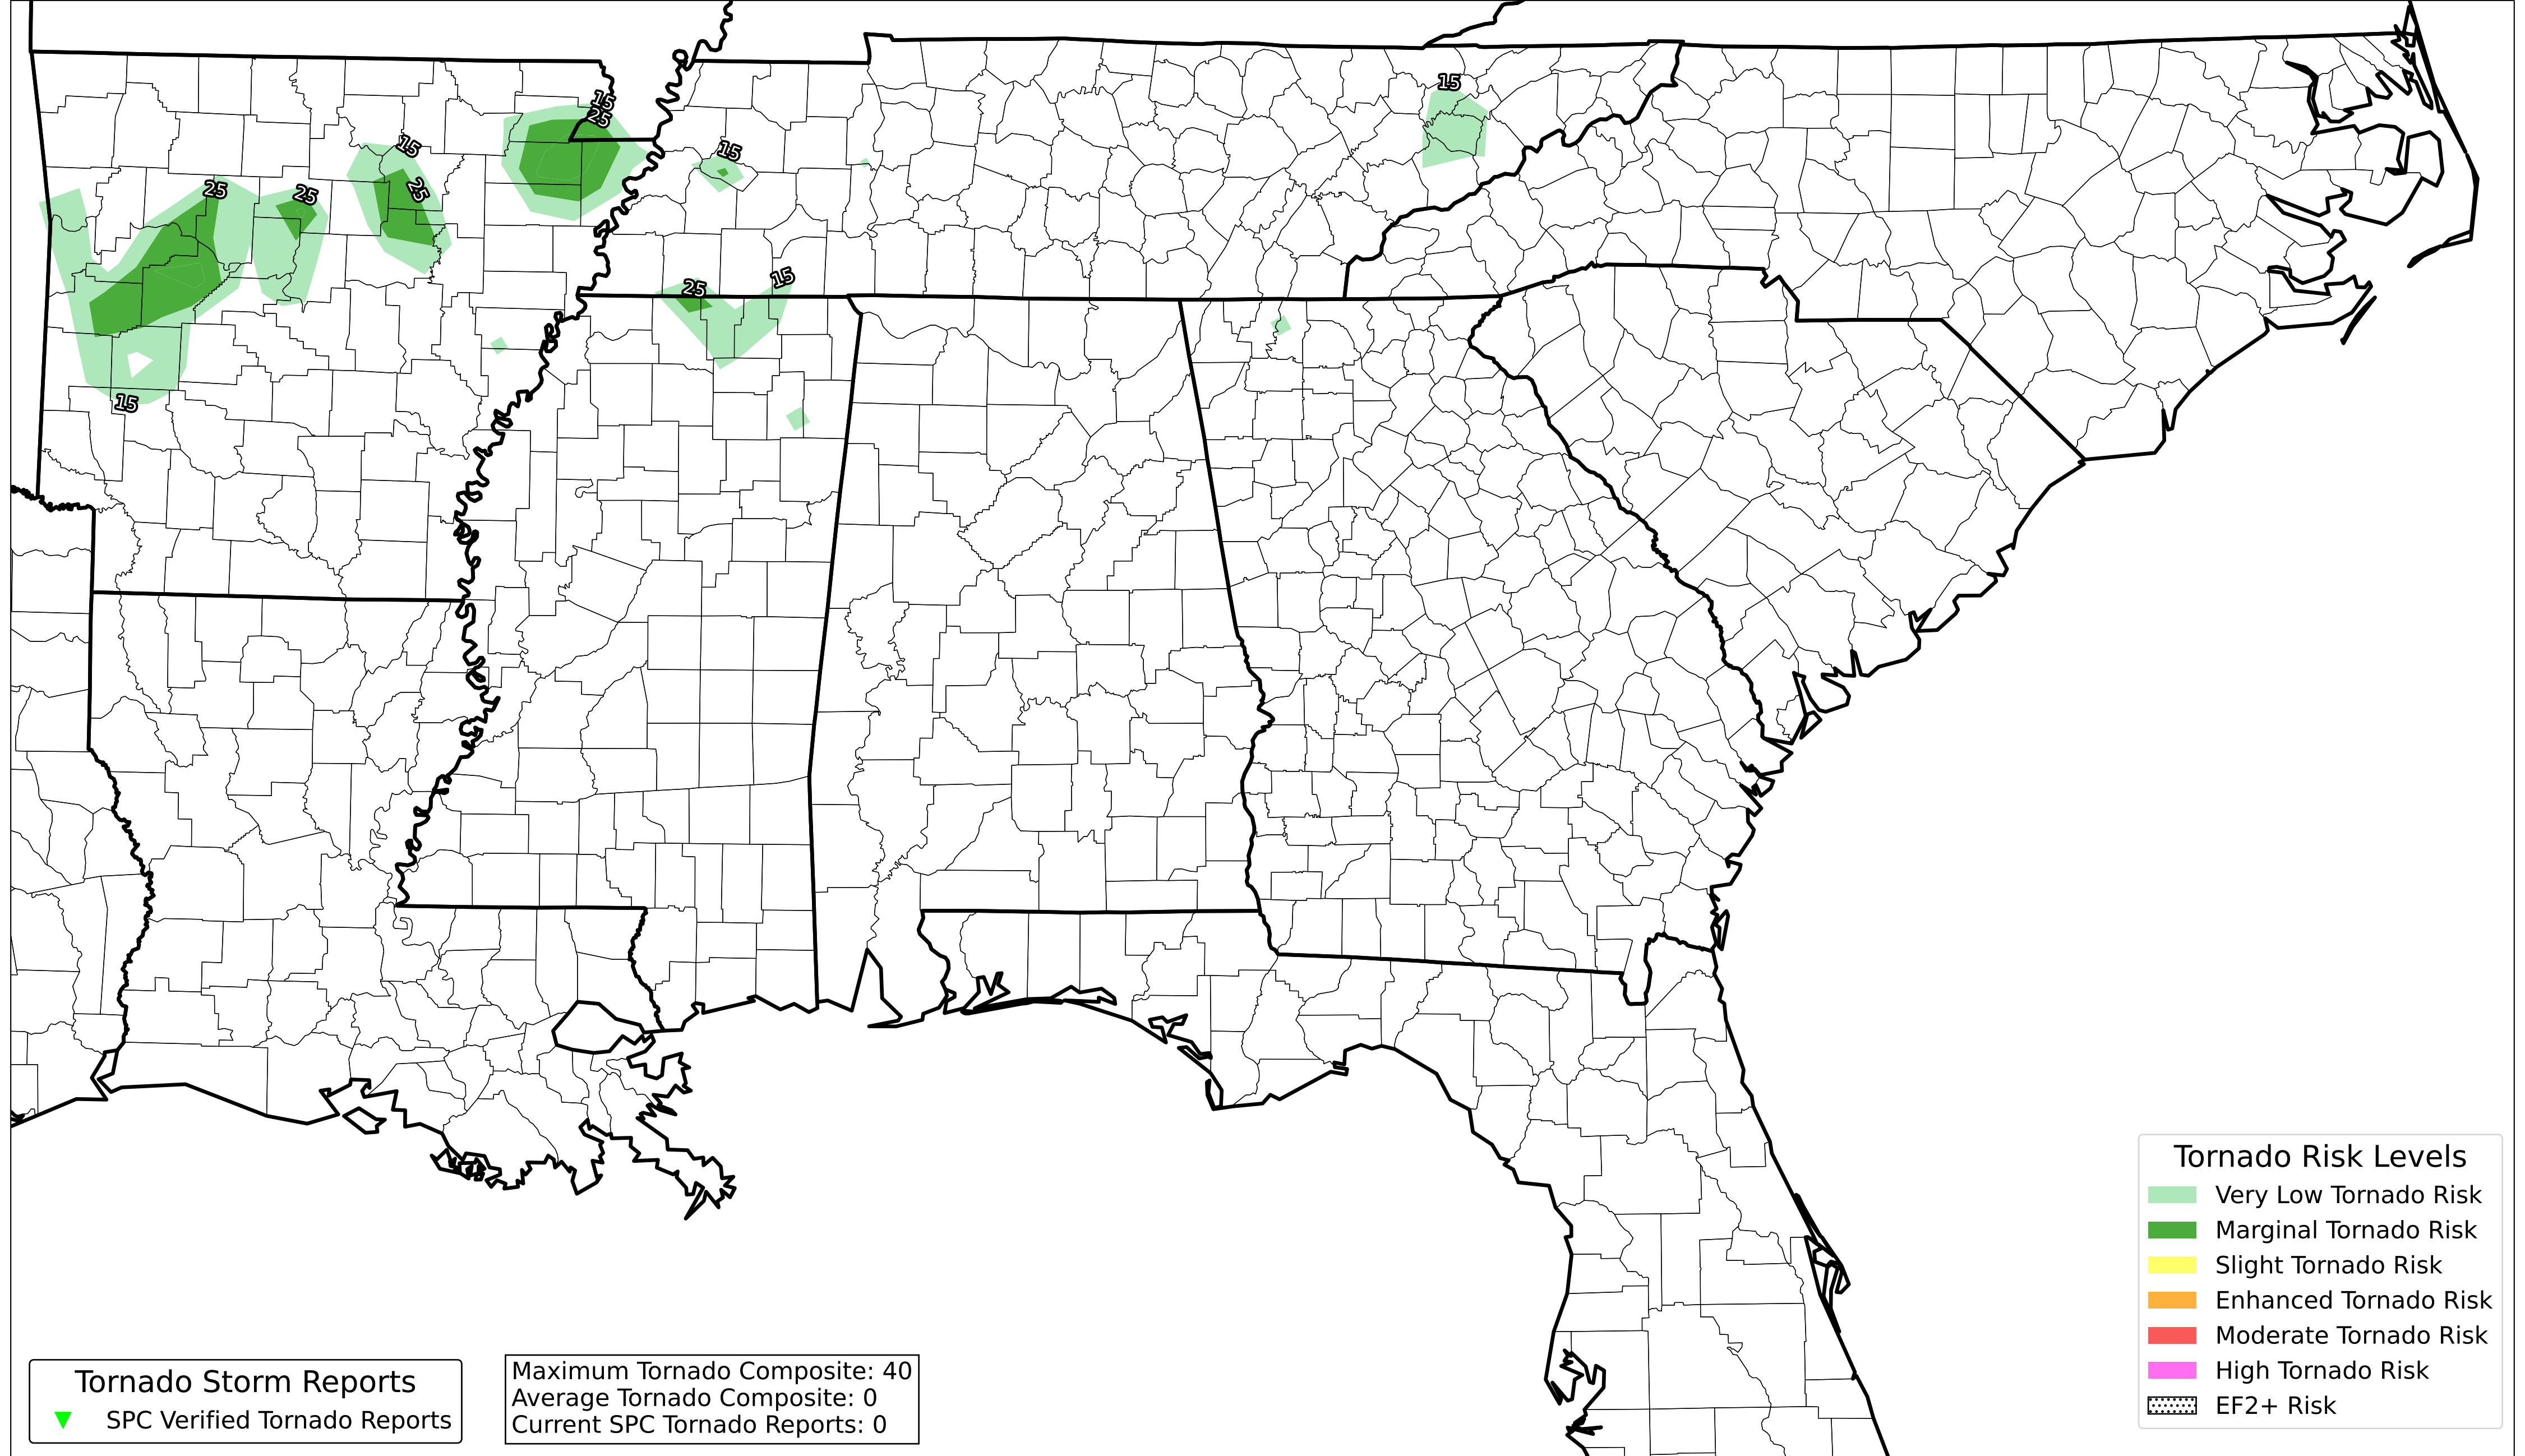 15
15
25
15
15
25
25
25
15
25
15
Tornado Risk Levels
Very Low Tornado Risk
Marginal Tornado Risk
Slight Tornado Risk
Enhanced Tornado Risk
Moderate Tornado Risk
High Tornado Risk
EF2+ Risk
Tornado Storm Reports
SPC Verified Tornado Reports
Maximum Tornado Composite: 40
Average Tornado Composite: 0
Current SPC Tornado Reports: 0